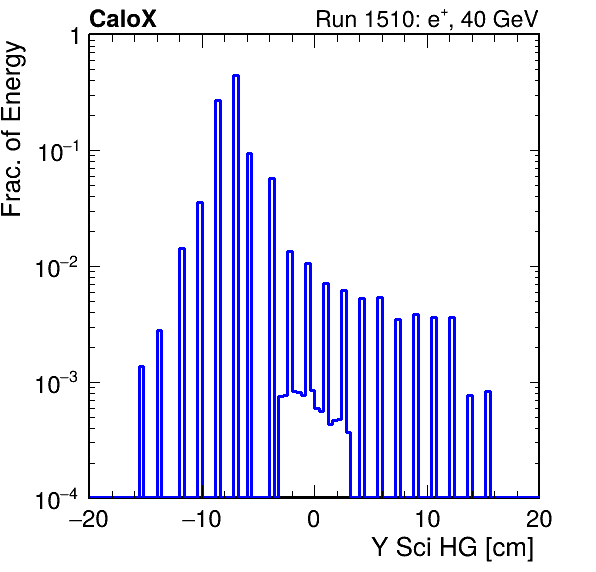 CaloX Run 1510: e⁺, 40 GeV
Frac. of Energy
1
10⁻¹
10⁻²
10⁻³
10⁻⁴
−20 −10 0 10 20
Y Sci HG [cm]